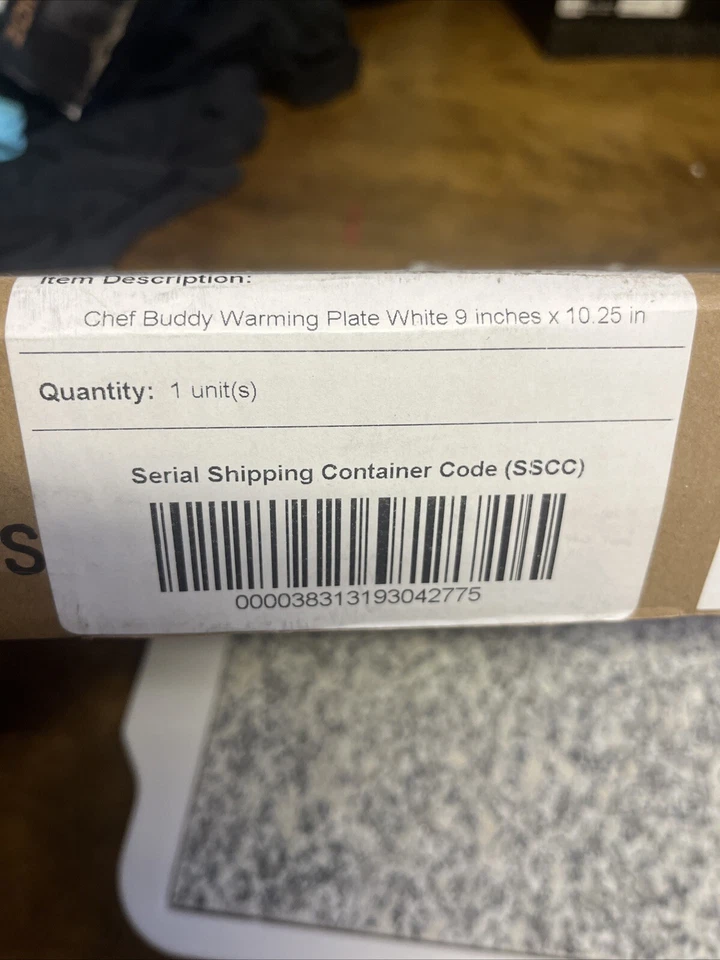 Item Description:
Chef Buddy Warming Plate White 9 inches x 10.25 in
Quantity: 1 unit(s)
Serial Shipping Container Code (SSCC)
000038313193042775
S